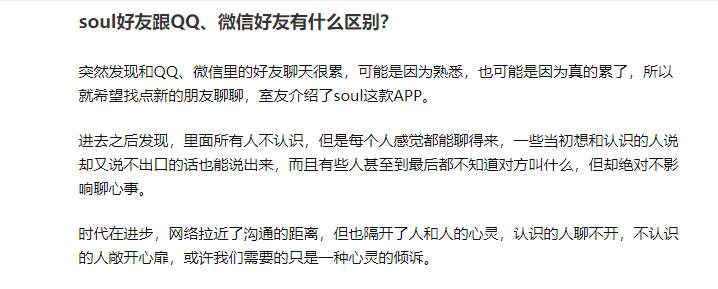 soul好友跟QQ、微信好友有什么区别？
突然发现和QQ、微信里的好友聊天很累，可能是因为熟悉，也可能是因为真的累了，所以
就希望找点新的朋友聊聊，室友介绍了soul这款APP。
进去之后发现，里面所有人不认识，但是每个人感觉都能聊得来，一些当初想和认识的人说
却又说不出口的话也能说出来，而且有些人甚至到最后都不知道对方叫什么，但却绝对不影
响聊心事。
时代在进步，网络拉近了沟通的距离，但也隔开了人和人的心灵，认识的人聊不开，不认识
的人敞开心扉，或许我们需要的只是一种心灵的倾诉。